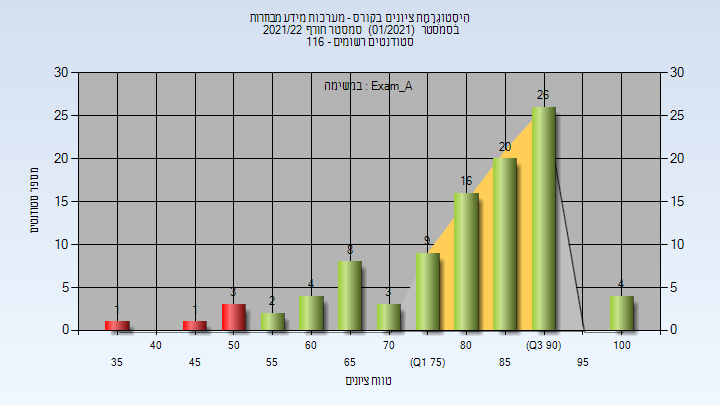 היסטוגרמת ציונים בקורס - מערכות מידע מבחרות
בסמסטר (01/2021) סמסטר חורף 2021/22
סטודנטים רשומים - 116
במשימה : Exam_A
30 30
25 25
20 20
15 15
10 10
5 5
0 0
מספר סטודנטים
1 1 3 2 4 8 3 9 16 20 26 4
40 50 60 70 80 (Q3 90) 100
35 45 55 65 (Q1 75) 85 95
טווח ציונים